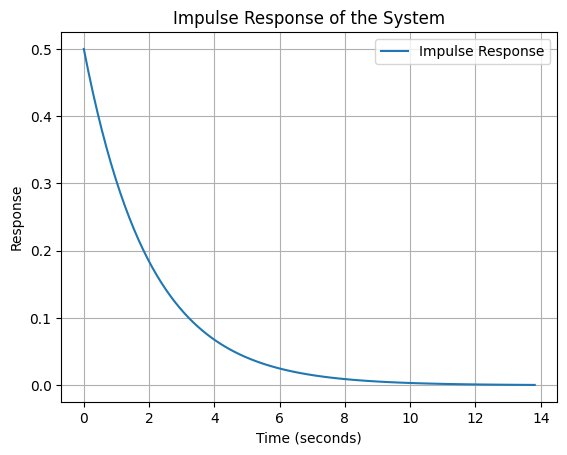 Impulse Response of the System
Impulse Response
Response
0.5
0.4
0.3
0.2
0.1
0.0
0 2 4 6 8 10 12 14
Time (seconds)